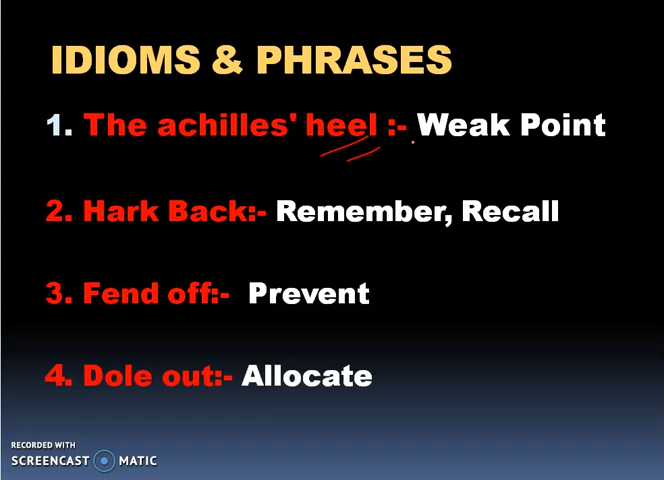 IDIOMS & PHRASES
1. The achilles' heel :- Weak Point
2. Hark Back:- Remember, Recall
3. Fend off:- Prevent
4. Dole out:- Allocate
RECORDED WITH
SCREENCAST MATIC